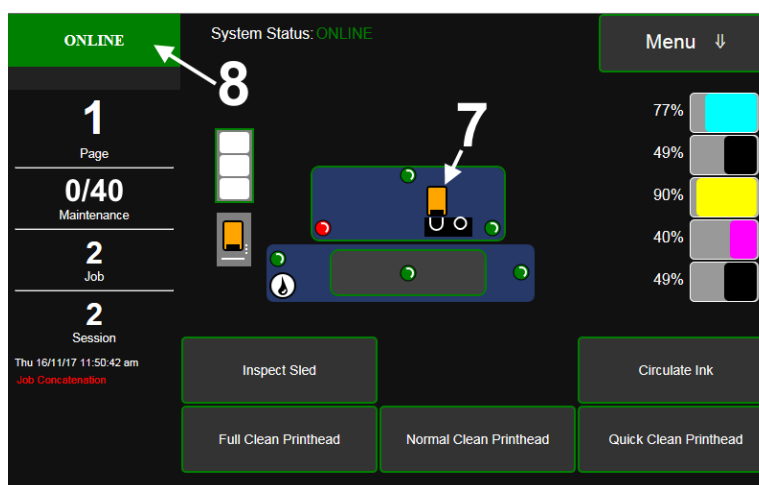 ONLINE
System Status: ONLINE
Menu ⇓
8
7
1
Page
0/40
Maintenance
2
Job
2
Session
Thu 16/11/17 11:50:42 am
Job Concatenation
77%
49%
90%
40%
49%
Inspect Sled
Circulate Ink
Full Clean Printhead
Normal Clean Printhead
Quick Clean Printhead